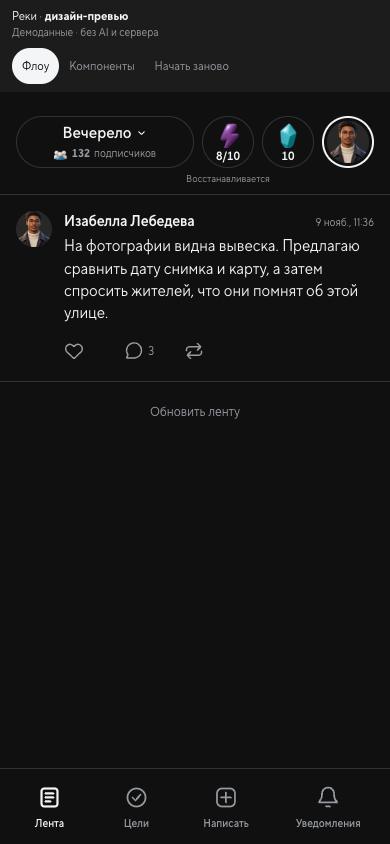 Реки · дизайн-превью
Демоданные · без AI и сервера
Флоу Компоненты Начать заново
Вечерело
132 подписчиков
8/10
10
Восстанавливается
Изабелла Лебедева 9 нояб., 11:36
На фотографии видна вывеска. Предлагаю
сравнить дату снимка и карту, а затем
спросить жителей, что они помнят об этой
улице.
3
Обновить ленту
Лента Цели Написать Уведомления